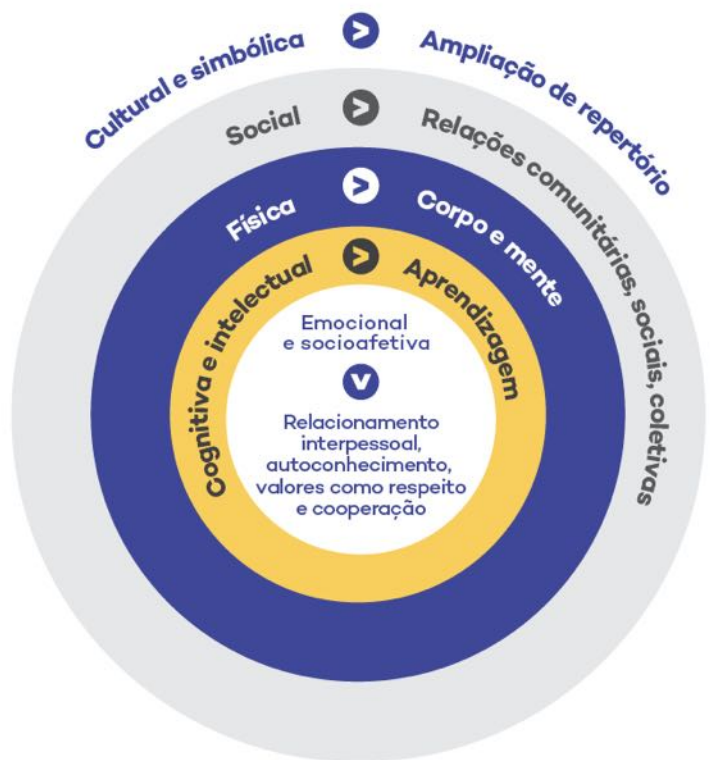 Cultural e simbólica > Ampliação de repertório
Social > Relações comunitárias, sociais, coletivas
Física > Corpo e mente
Cognitiva e intelectual > Aprendizagem
Emocional
e socioafetiva
Relacionamento
interpessoal,
autoconhecimento,
valores como respeito
e cooperação